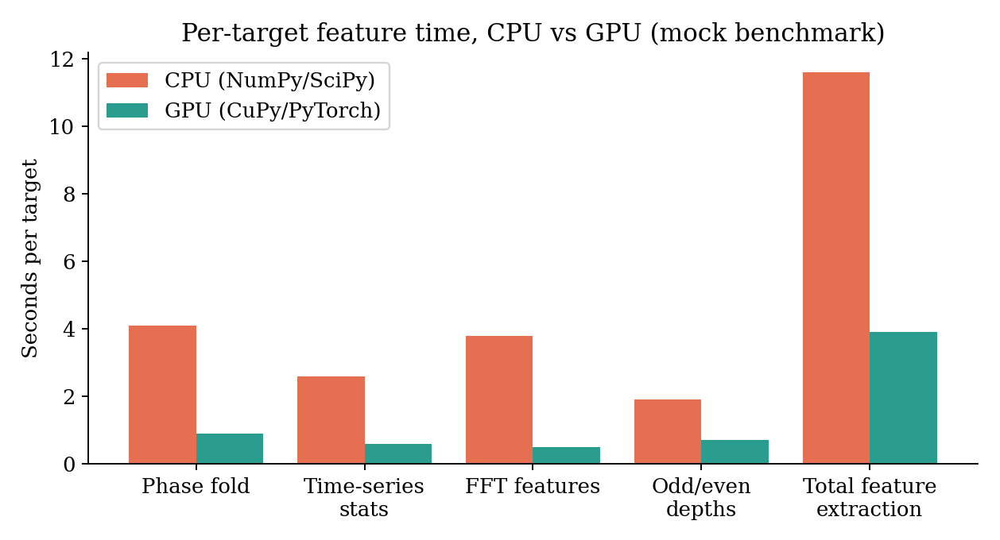 Per-target feature time, CPU vs GPU (mock benchmark)
CPU (NumPy/SciPy)
GPU (CuPy/PyTorch)
Seconds per target
12
10
8
6
4
2
0
Phase fold
Time-series
stats
FFT features
Odd/even
depths
Total feature
extraction